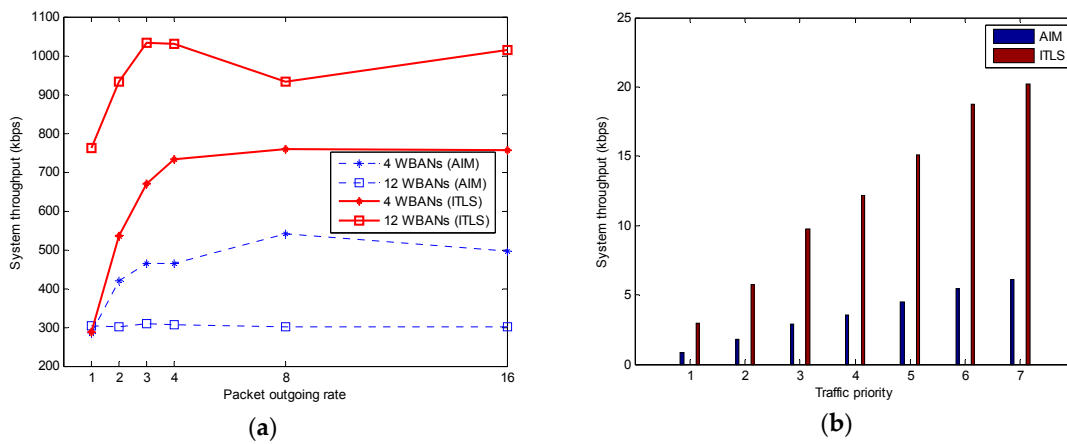 1100
1000
900
800
700
600
500
400
300
200
System throughput (kbps)
4 WBANs (AIM)
12 WBANs (AIM)
4 WBANs (ITLS)
12 WBANs (ITLS)
1 2 3 4 8 16
Packet outgoing rate
(a)
25
20
15
10
5
0
System throughput (kbps)
AIM
ITLS
1 2 3 4 5 6 7
Traffic priority
(b)